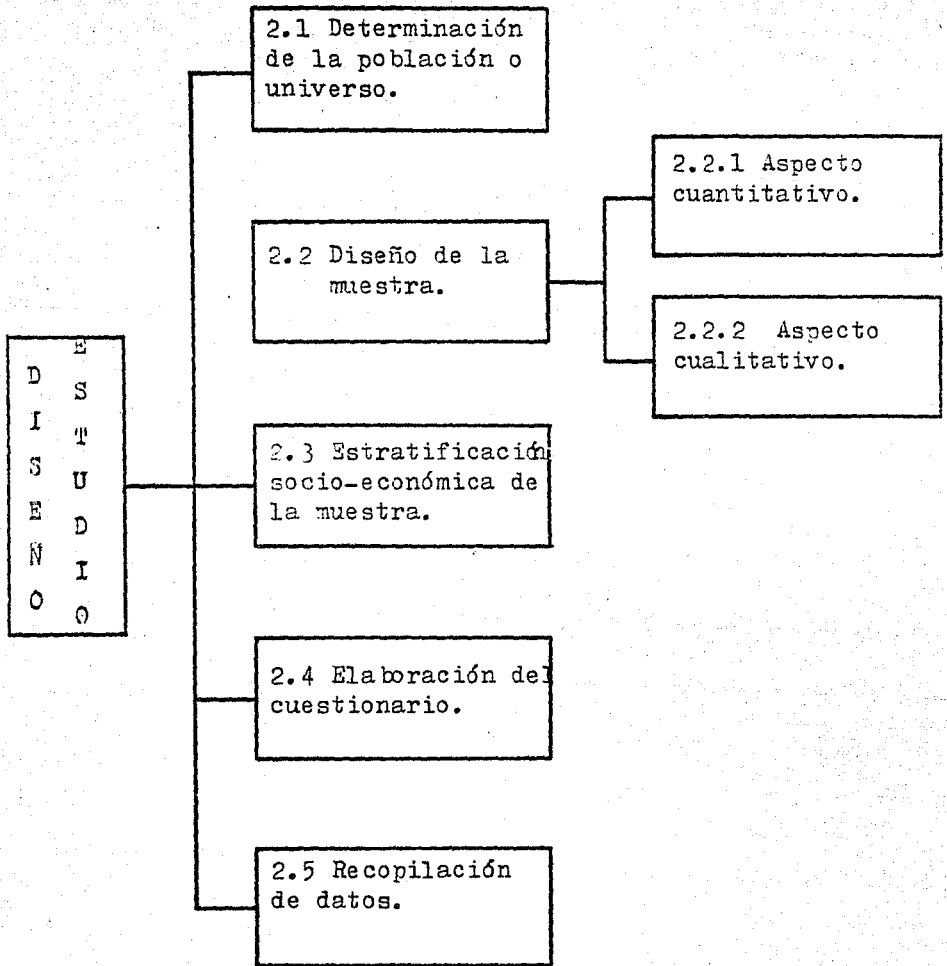 DISEÑO
ESTUDIO
2.1 Determinación
de la población o
universo.
2.2 Diseño de la
muestra.
2.2.1 Aspecto
cuantitativo.
2.2.2 Aspecto
cualitativo.
2.3 Estratificación
socio-económica de
la muestra.
2.4 Elaboración del
cuestionario.
2.5 Recopilación
de datos.